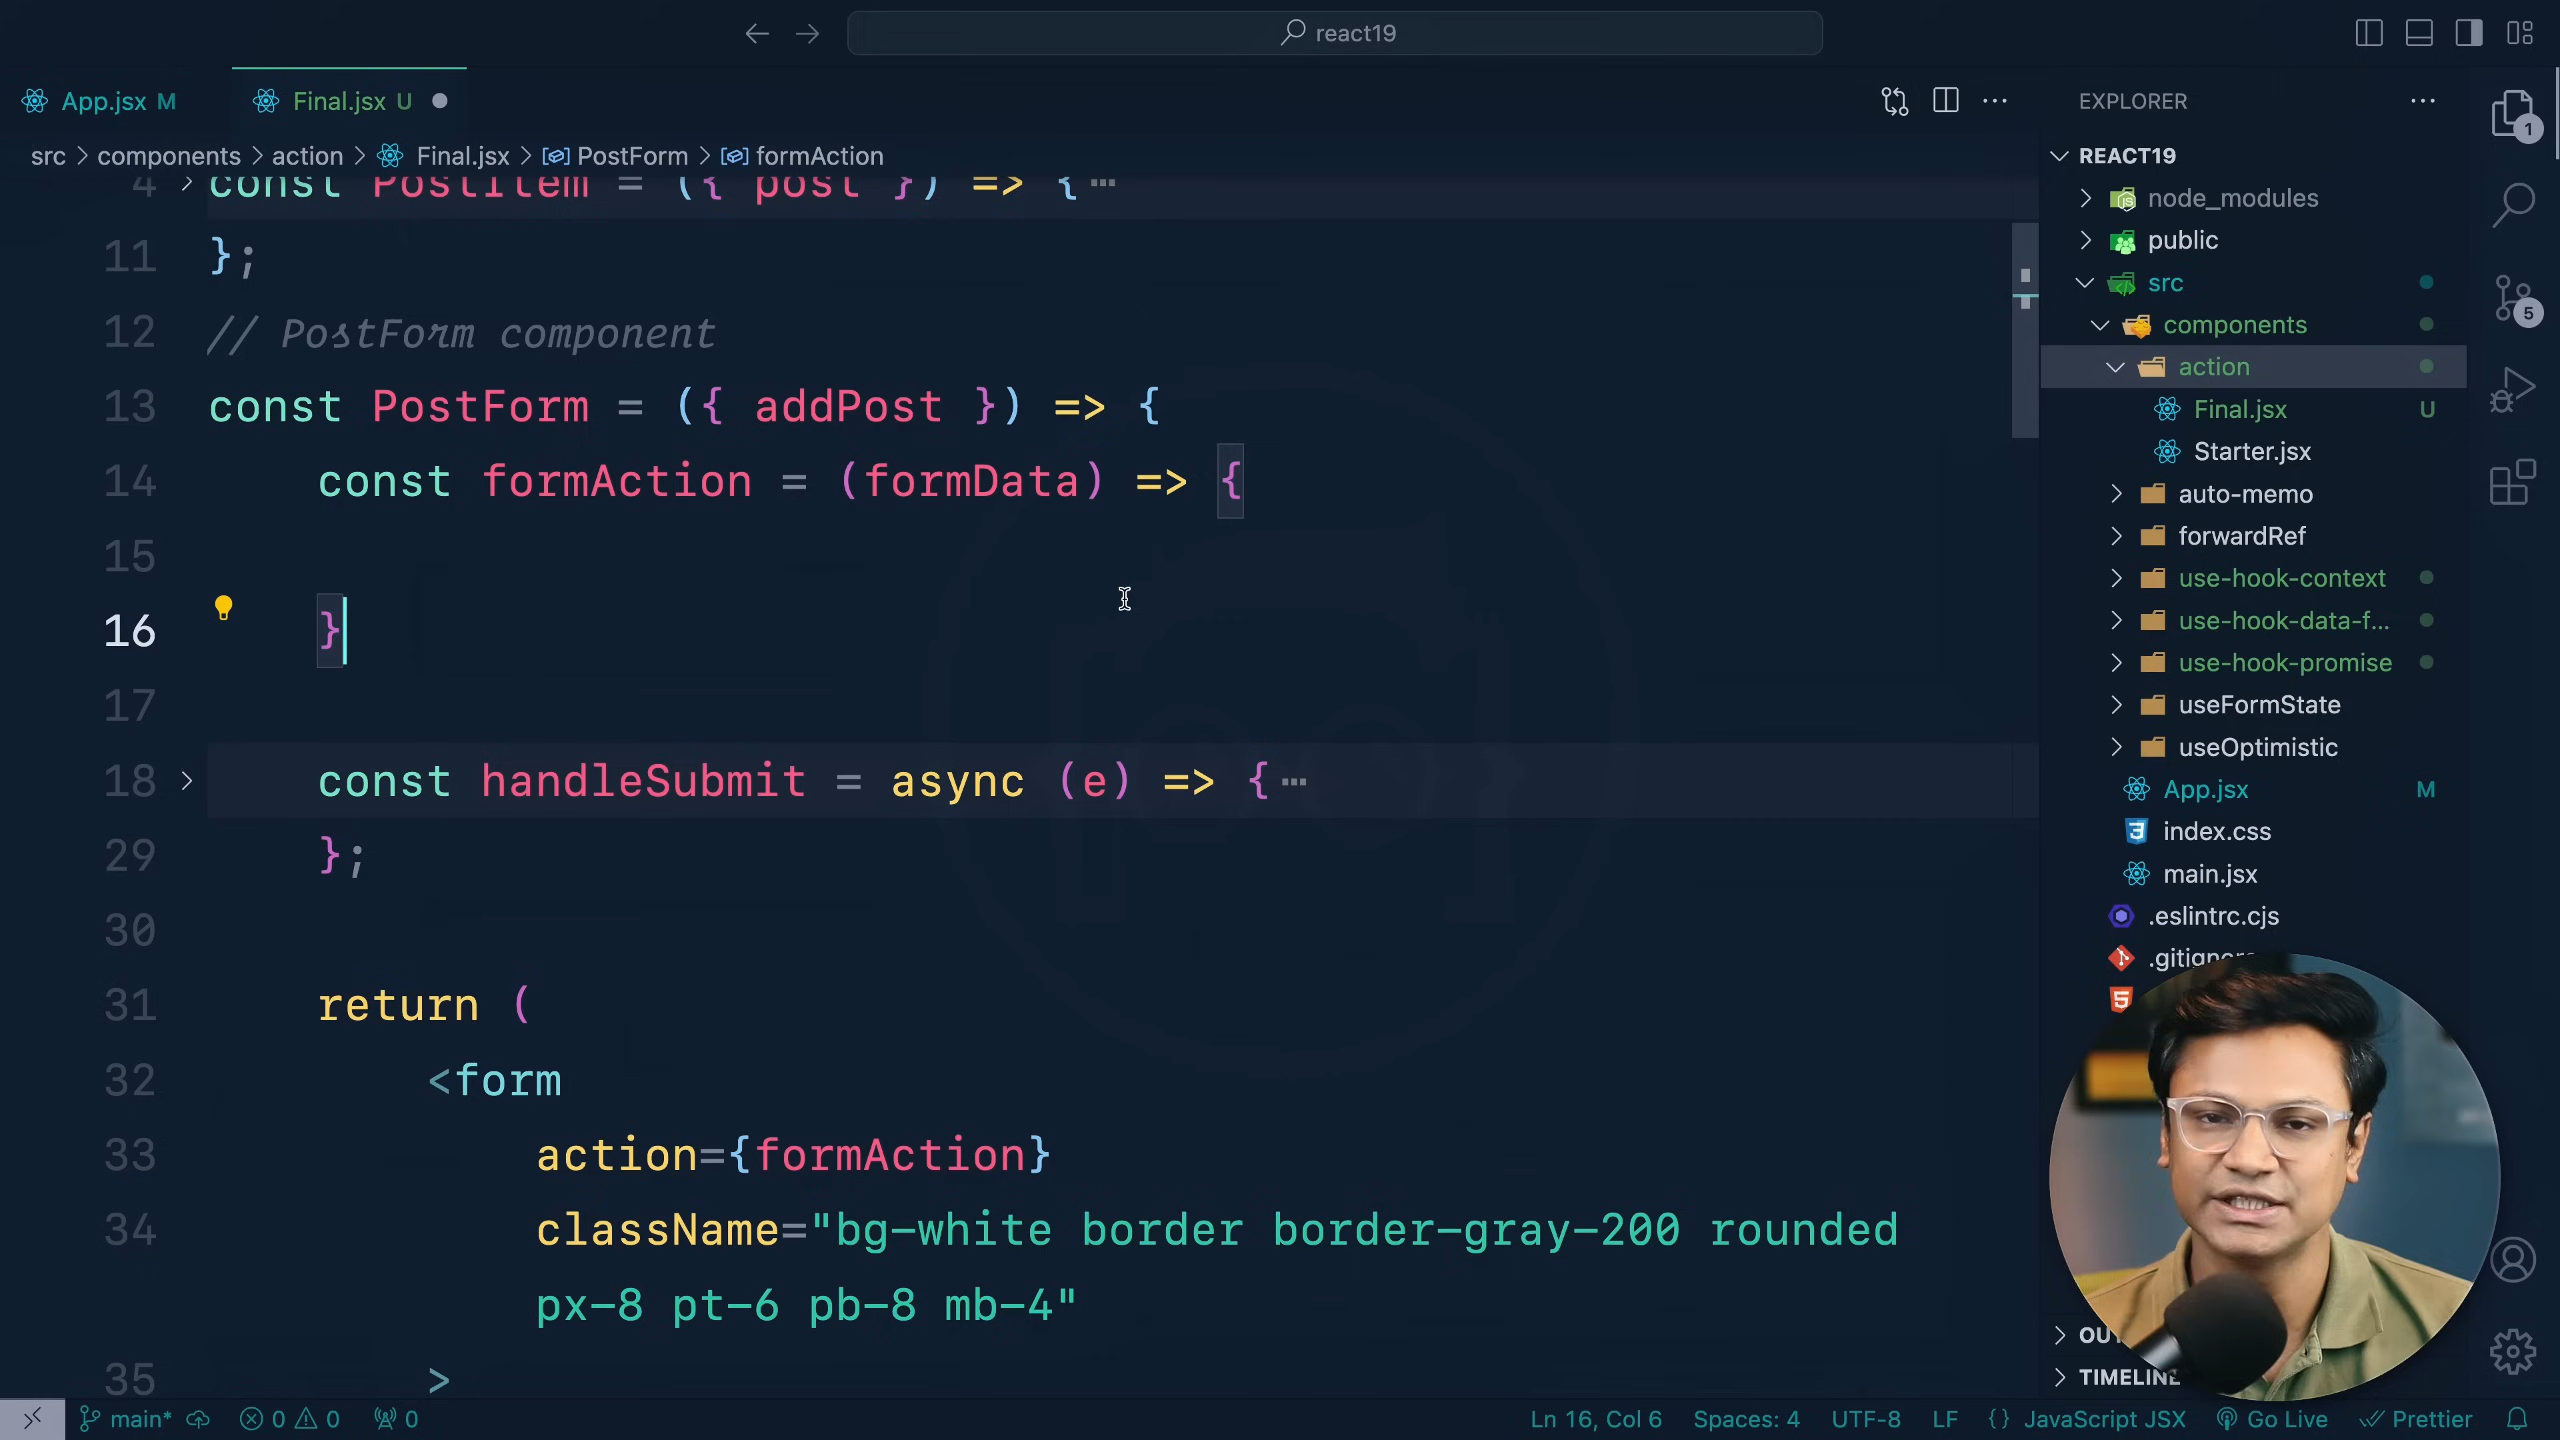 react19
App.jsx M
Final.jsx U
EXPLORER
src > components > action > Final.jsx > PostForm > formAction
REACT19
4 const PostItem = ({ post }) => {…
11 };
12 // PostForm component
13 const PostForm = ({ addPost }) => {
14 const formAction = (formData) => {
15
16 }
17
18 const handleSubmit = async (e) => {…
29 };
30
31 return (
32 <form
33 action={formAction}
34 className="bg-white border border-gray-200 rounded
px-8 pt-6 pb-8 mb-4"
35 >
node_modules
public
src
components
action
Final.jsx U
Starter.jsx
auto-memo
forwardRef
use-hook-context
use-hook-data-f...
use-hook-promise
useFormState
useOptimistic
App.jsx M
index.css
main.jsx
.eslintrc.cjs
TIMELINE
1
5
main* 0 0 0
Ln 16, Col 6 Spaces: 4 UTF-8 LF {} JavaScript JSX Go Live Prettier